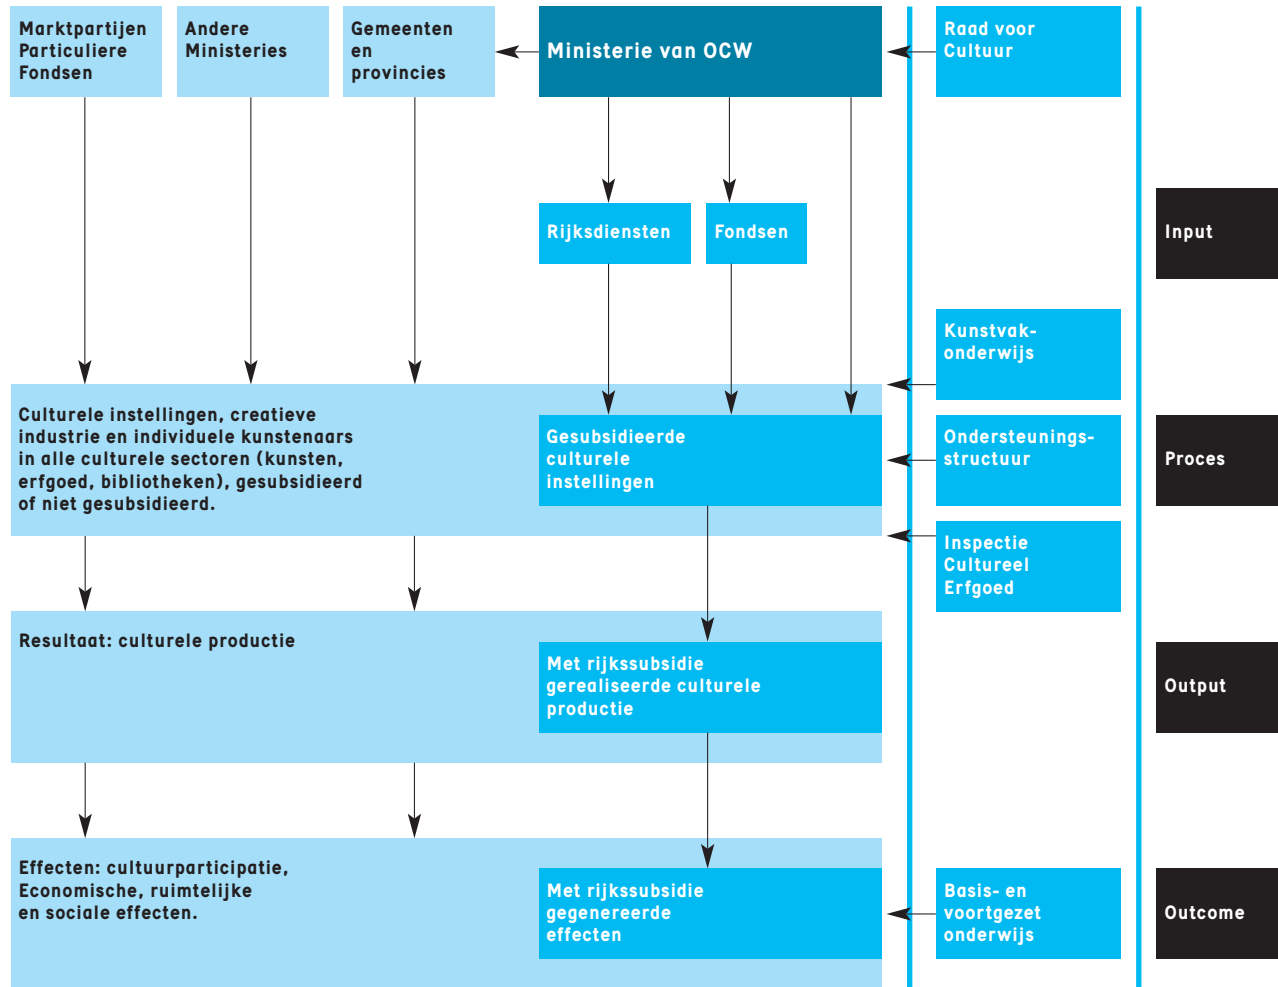 Marktpartijen
Particuliere
Fondsen
Andere
Ministeries
Gemeenten
en
provincies
Ministerie van OCW
Raad voor
Cultuur
Rijksdiensten
Fondsen
Input
Kunstvak-
onderwijs
Culturele instellingen, creatieve
industrie en individuele kunstenaars
in alle culturele sectoren (kunsten,
erfgoed, bibliotheken), gesubsidieerd
of niet gesubsidieerd.
Gesubsidieerde
culturele
instellingen
Ondersteunings-
structuur
Proces
Inspectie
Cultureel
Erfgoed
Resultaat: culturele productie
Met rijkssubsidie
gerealiseerde culturele
productie
Output
Effecten: cultuurparticipatie,
Economische, ruimtelijke
en sociale effecten.
Met rijkssubsidie
gegenereerde
effecten
Basis- en
voortgezet
onderwijs
Outcome